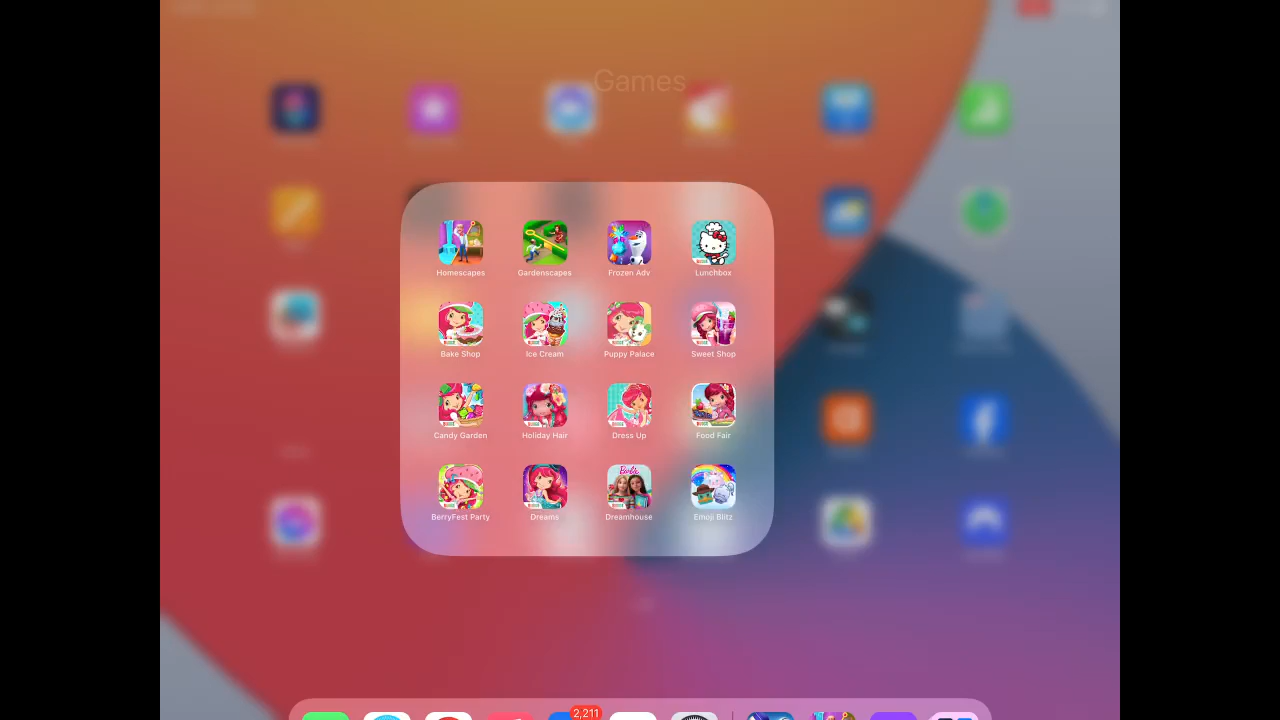 Games
Homescapes Gardenscapes Frozen Adv Lunchbox
Bake Shop Ice Cream Puppy Palace Sweet Shop
Candy Garden Holiday Hair Dress Up Food Fair
Barbie
BerryFest Party Dreams Dreamhouse Emoji Blitz
2,211